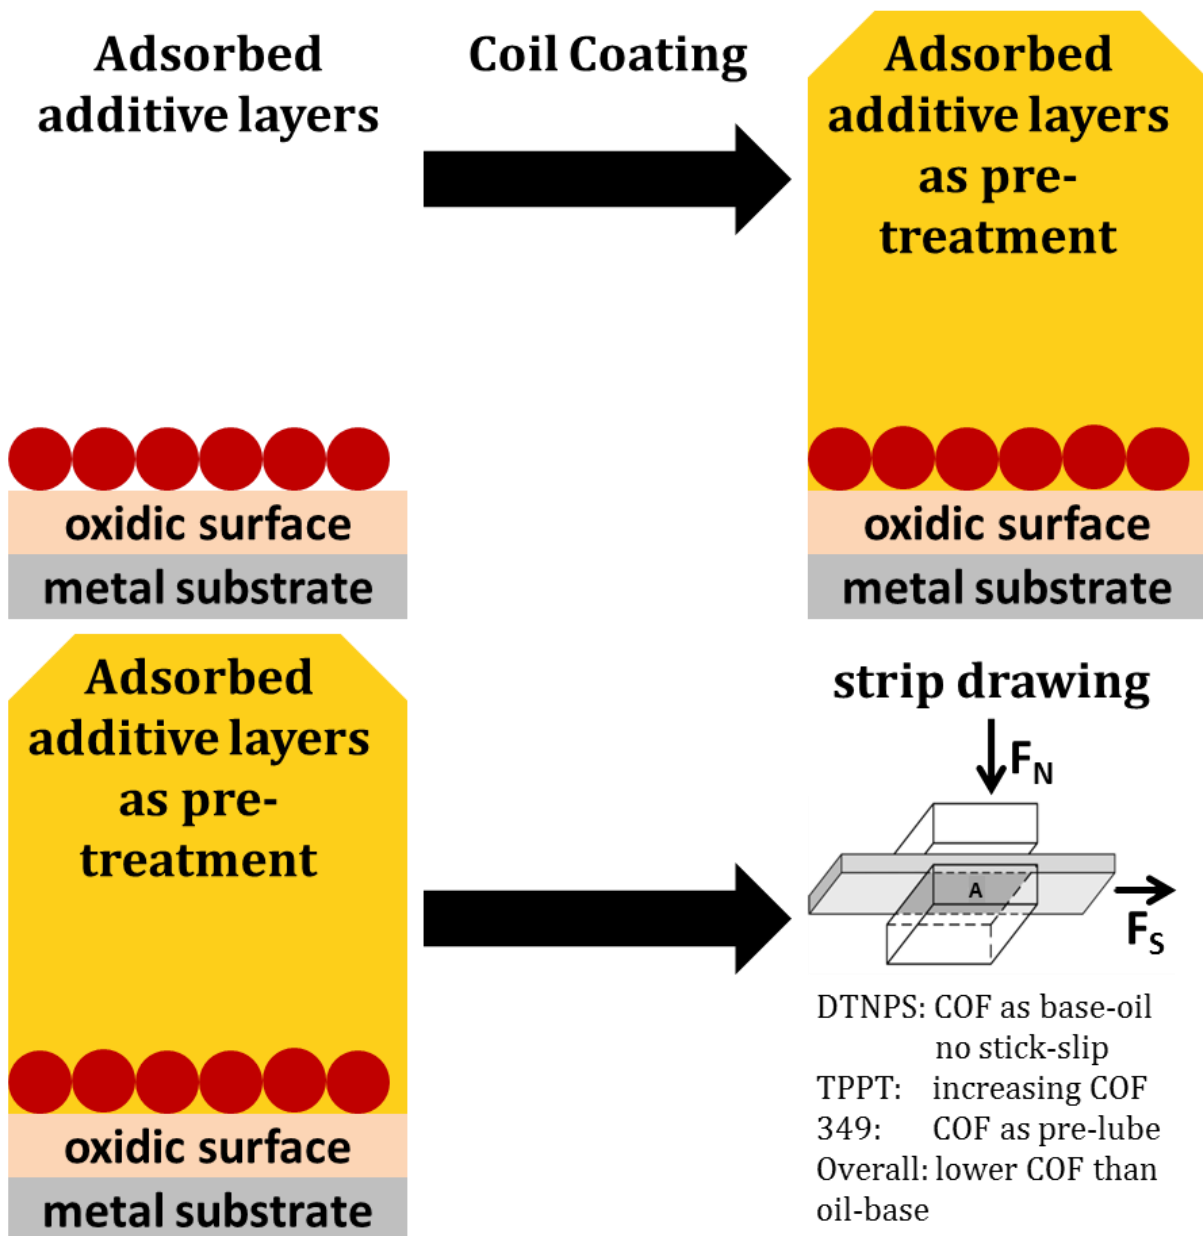 Adsorbed
additive layers
Coil Coating
Adsorbed
additive layers
as pre-
treatment
oxidic surface
metal substrate
oxidic surface
metal substrate
Adsorbed
additive layers
as pre-
treatment
oxidic surface
metal substrate
strip drawing
F_N
A
F_S
DTNPS: COF as base-oil
no stick-slip
TPPT: increasing COF
349: COF as pre-lube
Overall: lower COF than
oil-base